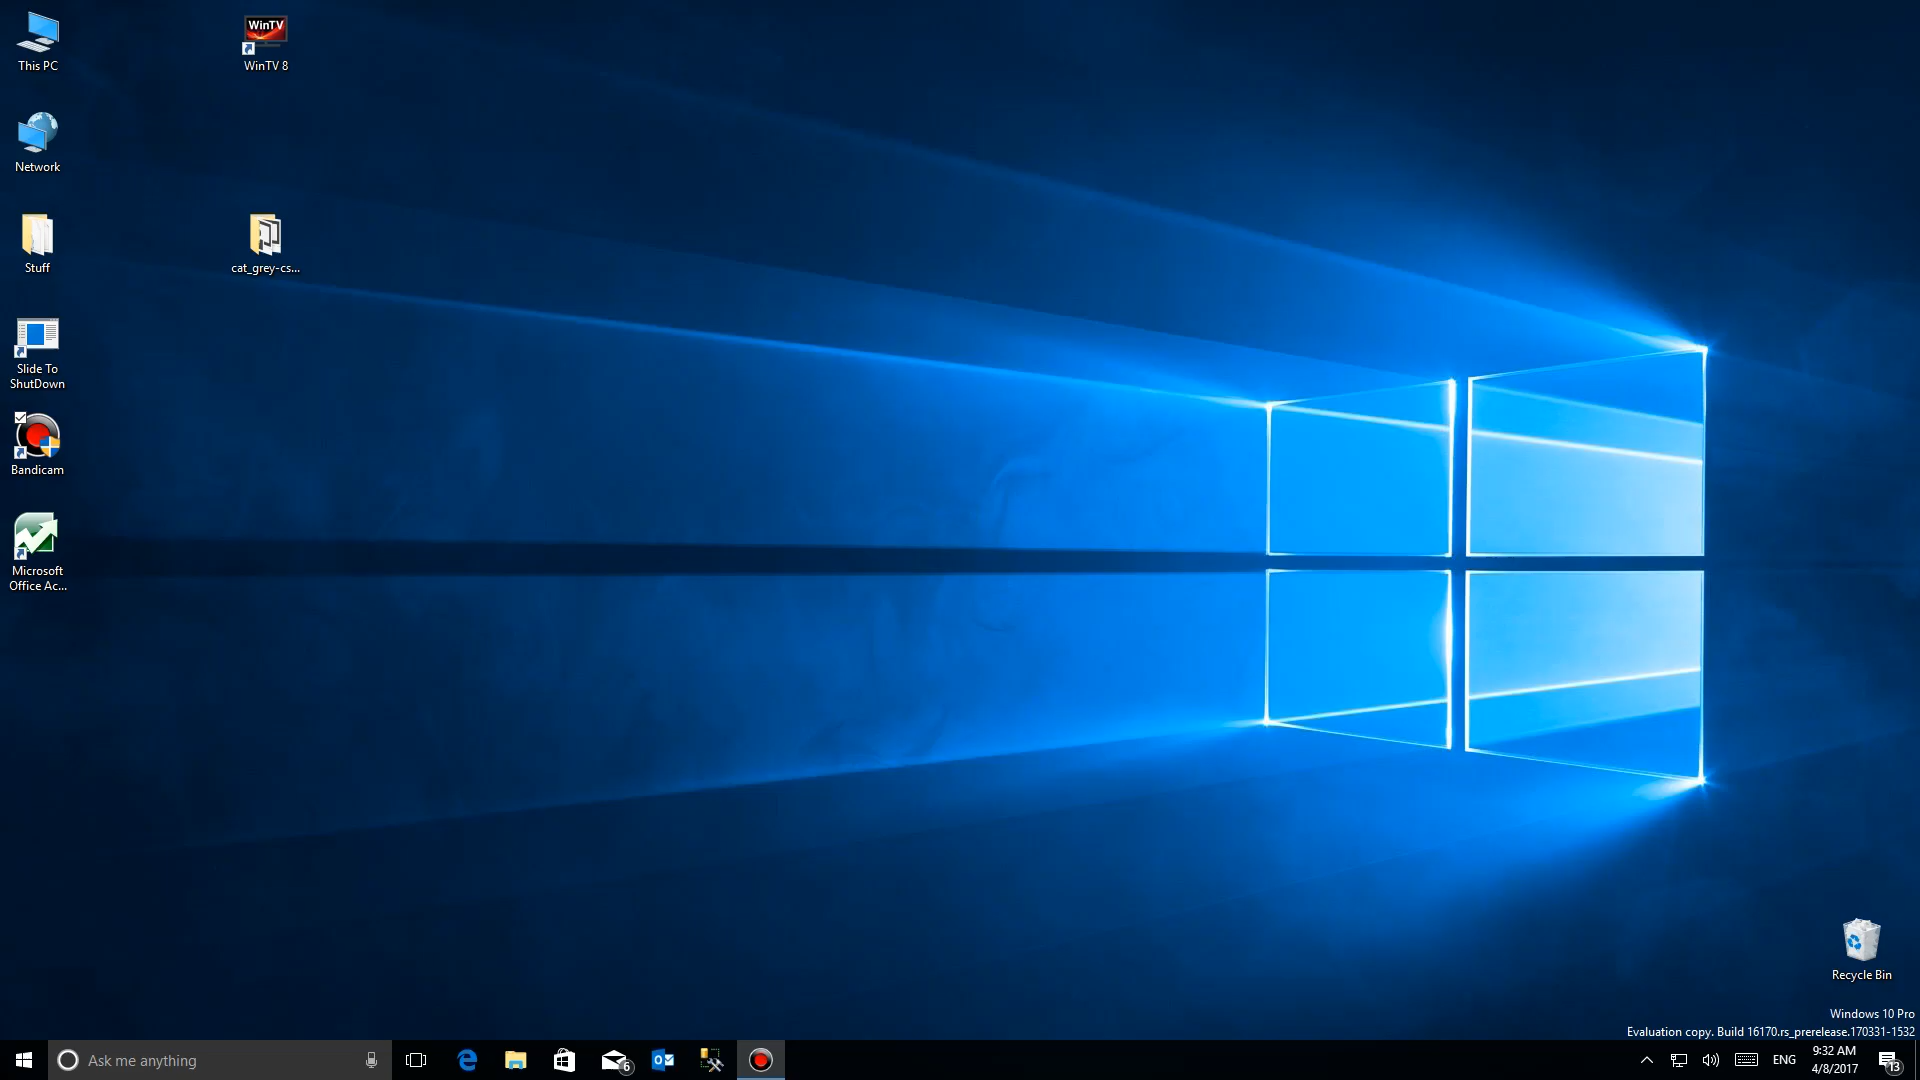 This PC
WinTV
WinTV 8
Network
Stuff
cat_grey-cs...
Slide To
ShutDown
Bandicam
Microsoft
Office Ac...
Recycle Bin
Windows 10 Pro
Evaluation copy. Build 16170.rs_prerelease.170331-1532
Ask me anything
6
ENG
9:32 AM
4/8/2017
13